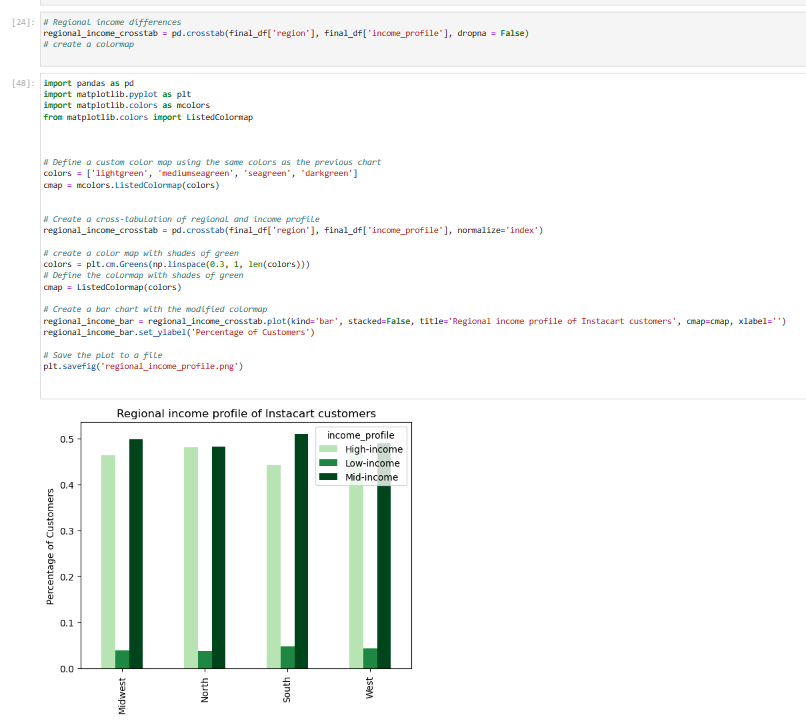 [24]:
# Regional income differences
regional_income_crosstab = pd.crosstab(final_df['region'], final_df['income_profile'], dropna = False)
# create a colormap
[48]:
import pandas as pd
import matplotlib.pyplot as plt
import matplotlib.colors as mcolors
from matplotlib.colors import ListedColormap
# Define a custom color map using the same colors as the previous chart
colors = ['lightgreen', 'mediumseagreen', 'seagreen', 'darkgreen']
cmap = mcolors.ListedColormap(colors)
# Create a cross-tabulation of regional and income profile
regional_income_crosstab = pd.crosstab(final_df['region'], final_df['income_profile'], normalize='index')
# create a color map with shades of green
colors = plt.cm.Greens(np.linspace(0.3, 1, len(colors)))
# Define the colormap with shades of green
cmap = ListedColormap(colors)
# Create a bar chart with the modified colormap
regional_income_bar = regional_income_crosstab.plot(kind='bar', stacked=False, title='Regional income profile of Instacart customers', cmap=cmap, xlabel='')
regional_income_bar.set_ylabel('Percentage of Customers')
# Save the plot to a file
plt.savefig('regional_income_profile.png')
Regional income profile of Instacart customers
income_profile
High-income
Low-income
Mid-income
Percentage of Customers
0.5
0.4
0.3
0.2
0.1
0.0
Midwest
North
South
West